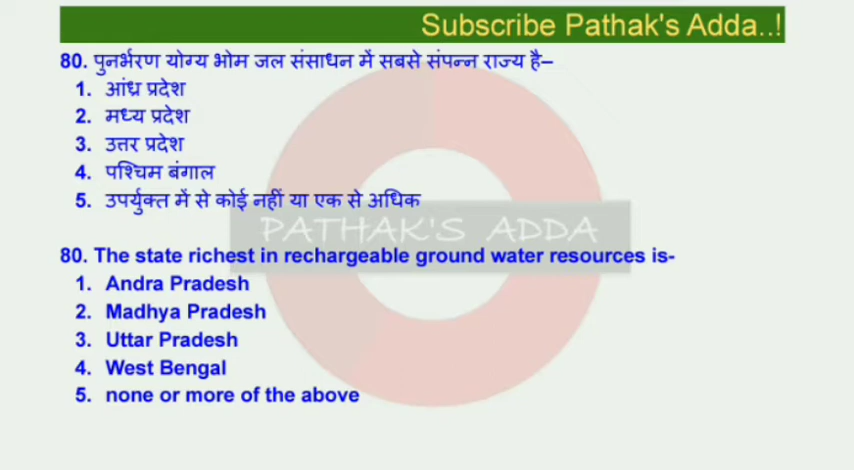 Subscribe Pathak's Adda..!
80. पुनर्भरण योग्य भोम जल संसाधन में सबसे संपन्न राज्य है–
1. आंध्र प्रदेश
2. मध्य प्रदेश
3. उत्तर प्रदेश
4. पश्चिम बंगाल
5. उपर्युक्त में से कोई नहीं या एक से अधिक
PATHAK'S ADDA
80. The state richest in rechargeable ground water resources is-
1. Andra Pradesh
2. Madhya Pradesh
3. Uttar Pradesh
4. West Bengal
5. none or more of the above